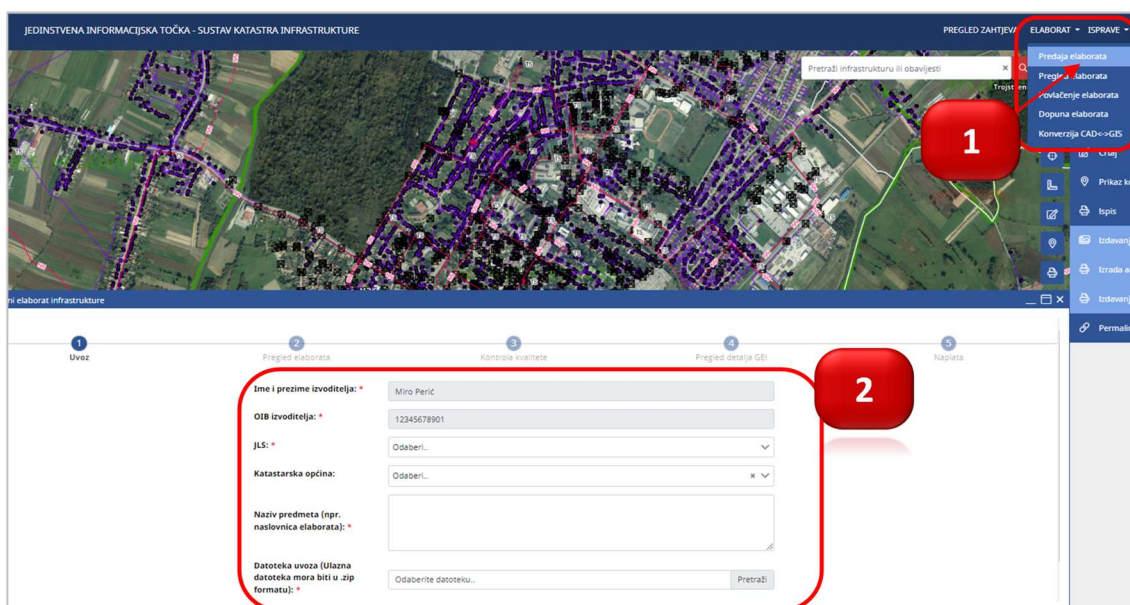 JEDINSTVENA INFORMACIJSKA TOČKA - SUSTAV KATASTRA INFRASTRUKTURE
PREGLED ZAHTJEVA
ELABORAT
ISPRAVE
Predaja elaborata
Pregled elaborata
Povlačenje elaborata
Dopuna elaborata
Konverzija CAD<->GIS
Pretraži infrastrukturu ili obavijesti
1
Crtaj
Prikaz
Ispis
Izdavanj
Izrada a
Izdavanj
Permalin
ni elaborat infrastrukture
1
2
3
4
5
Uvoz
Pregled elaborata
Kontrola kvalitete
Pregled detalja GEI
Naplata
2
Ime i prezime izvoditelja: *
Miro Perić
OIB izvoditelja: *
12345678901
JLS: *
Odaberi..
Katastarska općina:
Odaberi..
Naziv predmeta (npr.
naslovnica elaborata): *
Datoteka uvoza (Ulazna
datoteka mora biti u .zip
formatu): *
Odaberite datoteku..
Pretraži